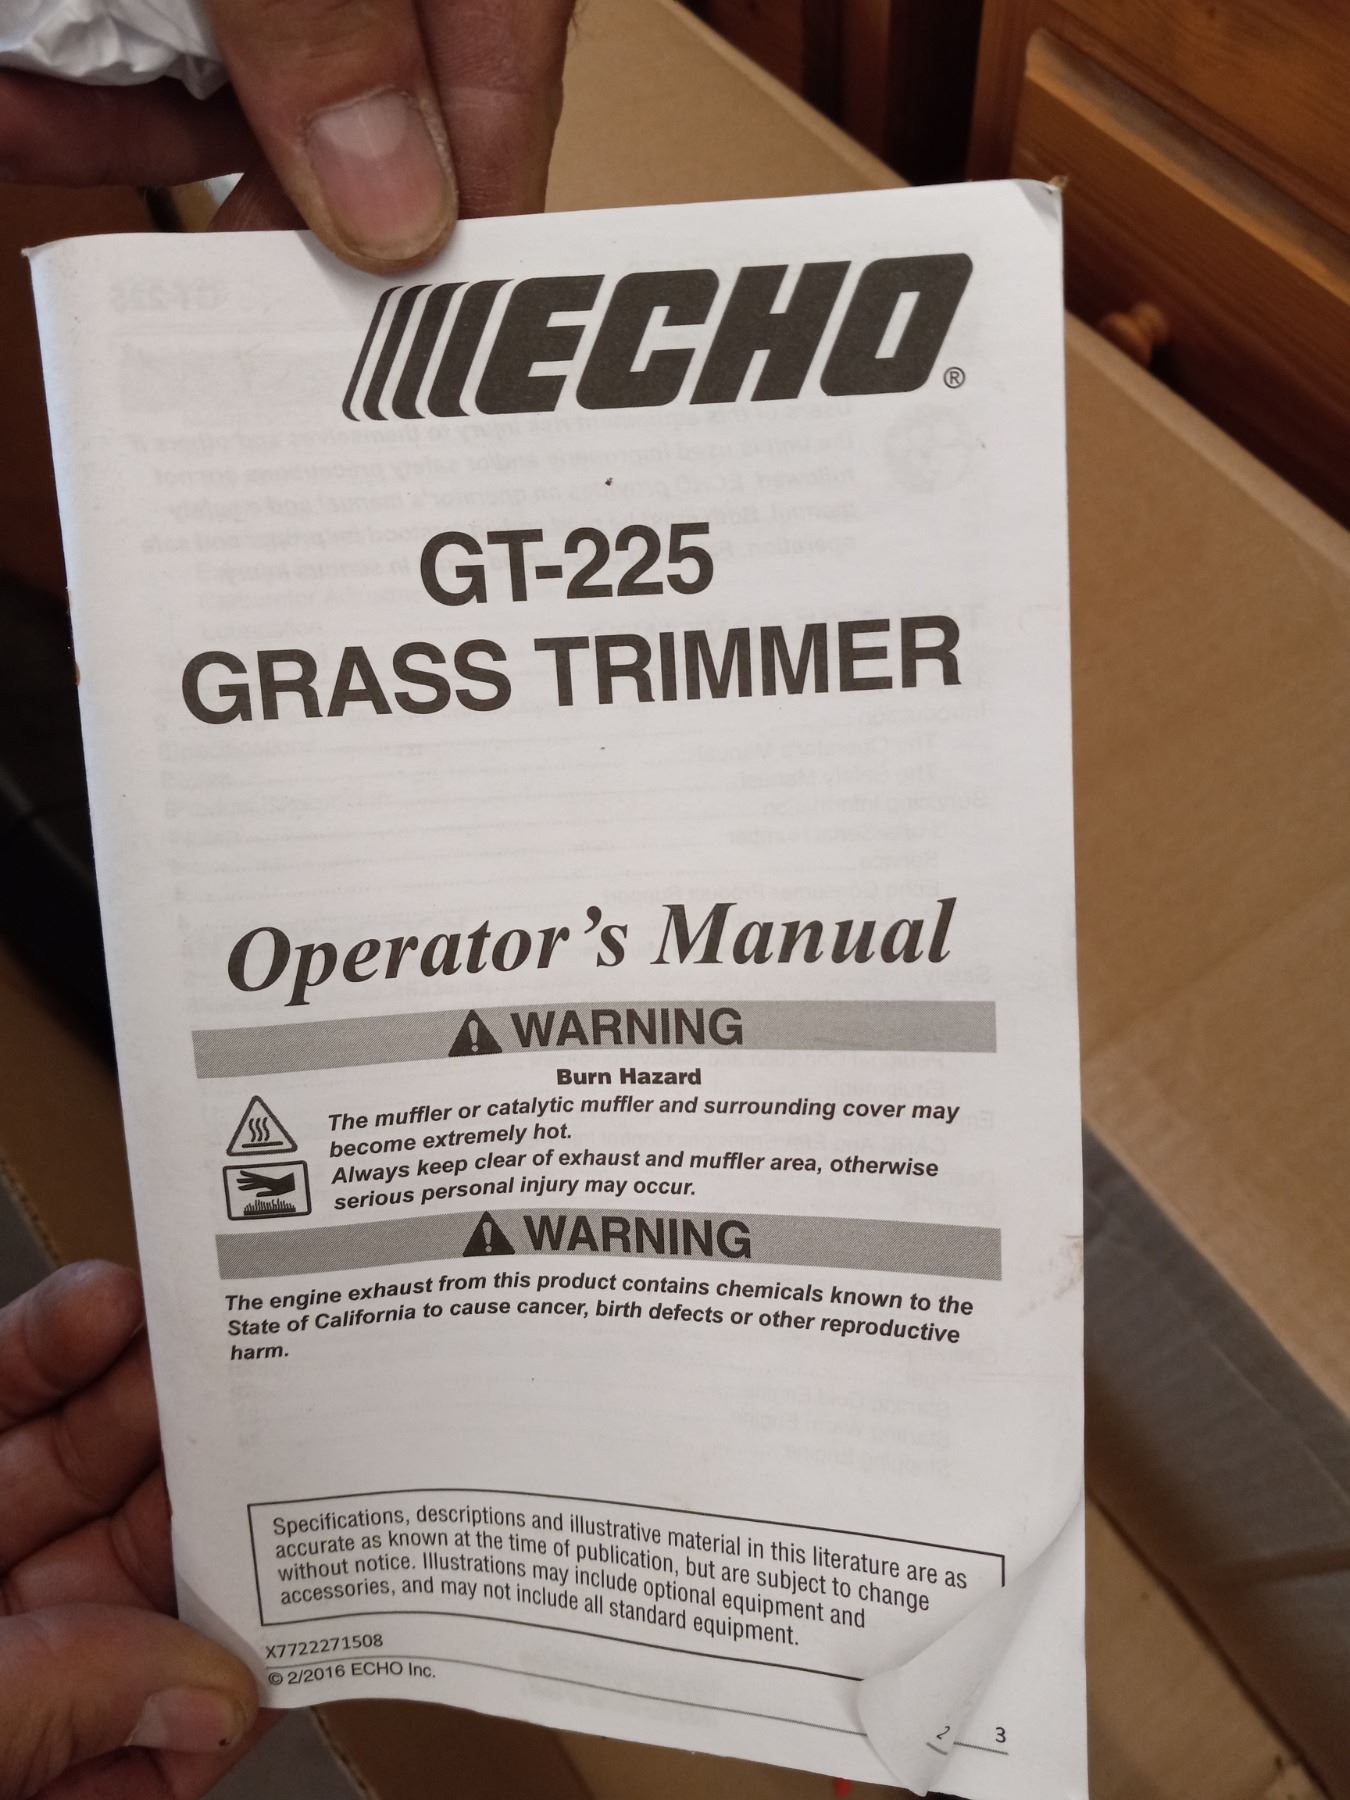 ECHO®
GT-225
GRASS TRIMMER
Operator's Manual
WARNING
Burn Hazard
The muffler or catalytic muffler and surrounding cover may
become extremely hot.
Always keep clear of exhaust and muffler area, otherwise
serious personal injury may occur.
WARNING
The engine exhaust from this product contains chemicals known to the
State of California to cause cancer, birth defects or other reproductive
harm.
Specifications, descriptions and illustrative material in this literature are as
accurate as known at the time of publication, but are subject to change
without notice. Illustrations may include optional equipment and
accessories, and may not include all standard equipment.
X7722271508
© 2/2016 ECHO Inc.
2 3